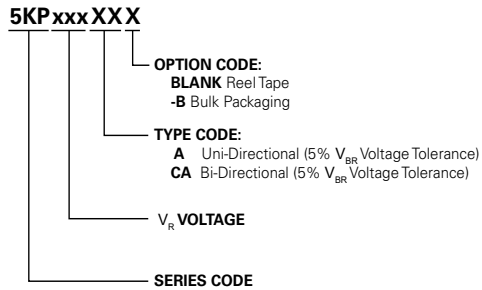 5KPxxxXXX
OPTION CODE:
BLANK Reel Tape
-B Bulk Packaging
TYPE CODE:
A Uni-Directional (5% VBR Voltage Tolerance)
CA Bi-Directional (5% VBR Voltage Tolerance)
VR VOLTAGE
SERIES CODE